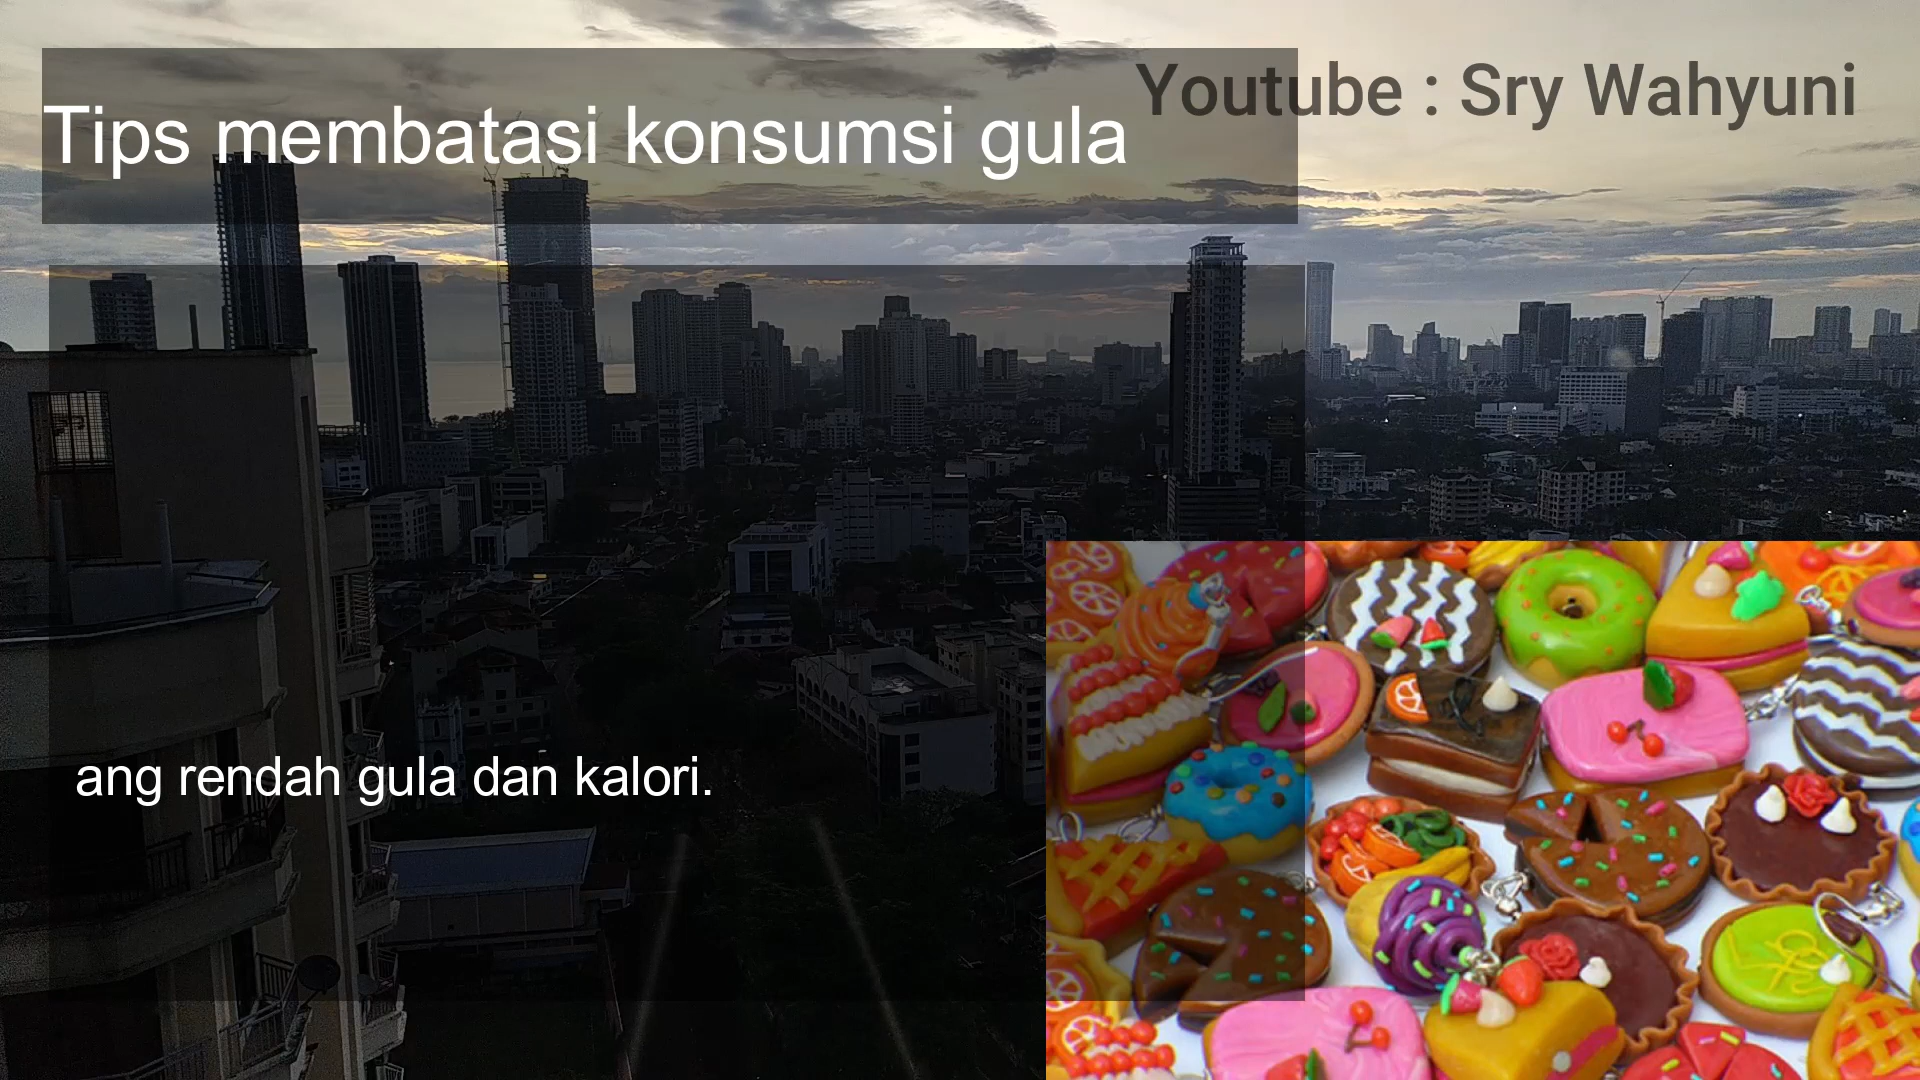 Youtube : Sry Wahyuni
Tips membatasi konsumsi gula
ang rendah gula dan kalori.